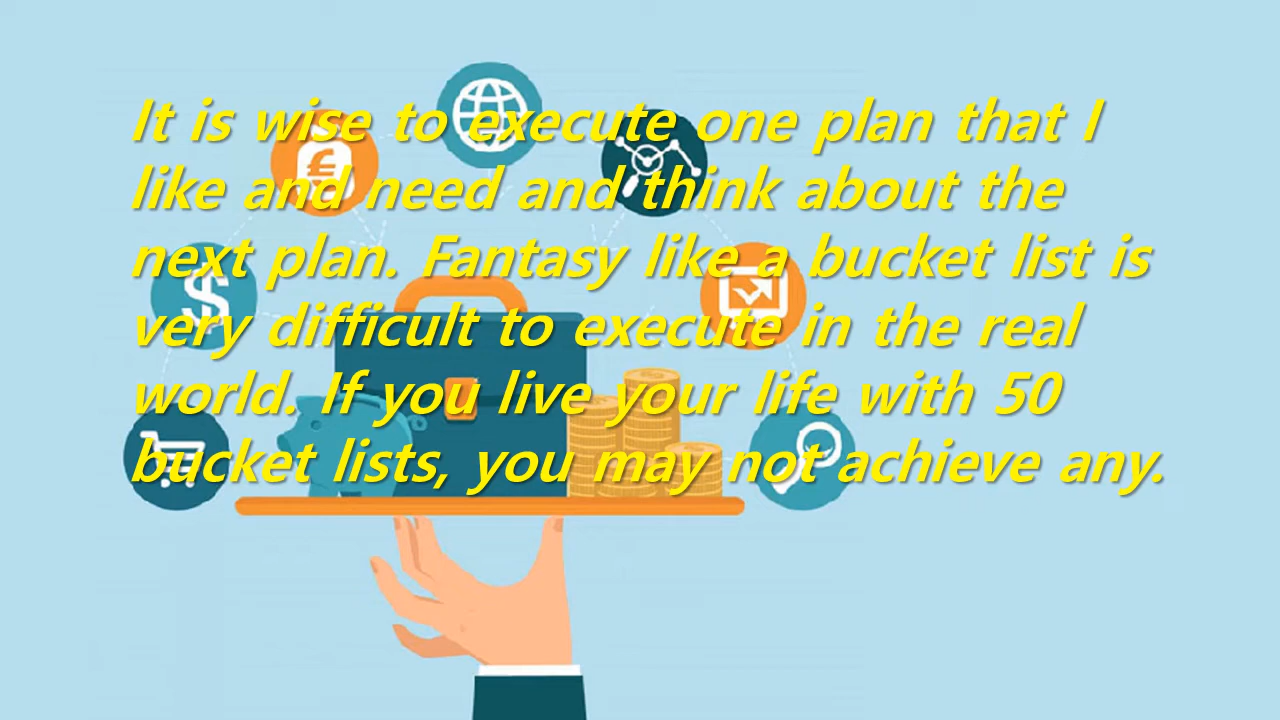 It is wise to execute one plan that I
like and need and think about the
next plan. Fantasy like a bucket list is
very difficult to execute in the real
world. If you live your life with 50
bucket lists, you may not achieve any.